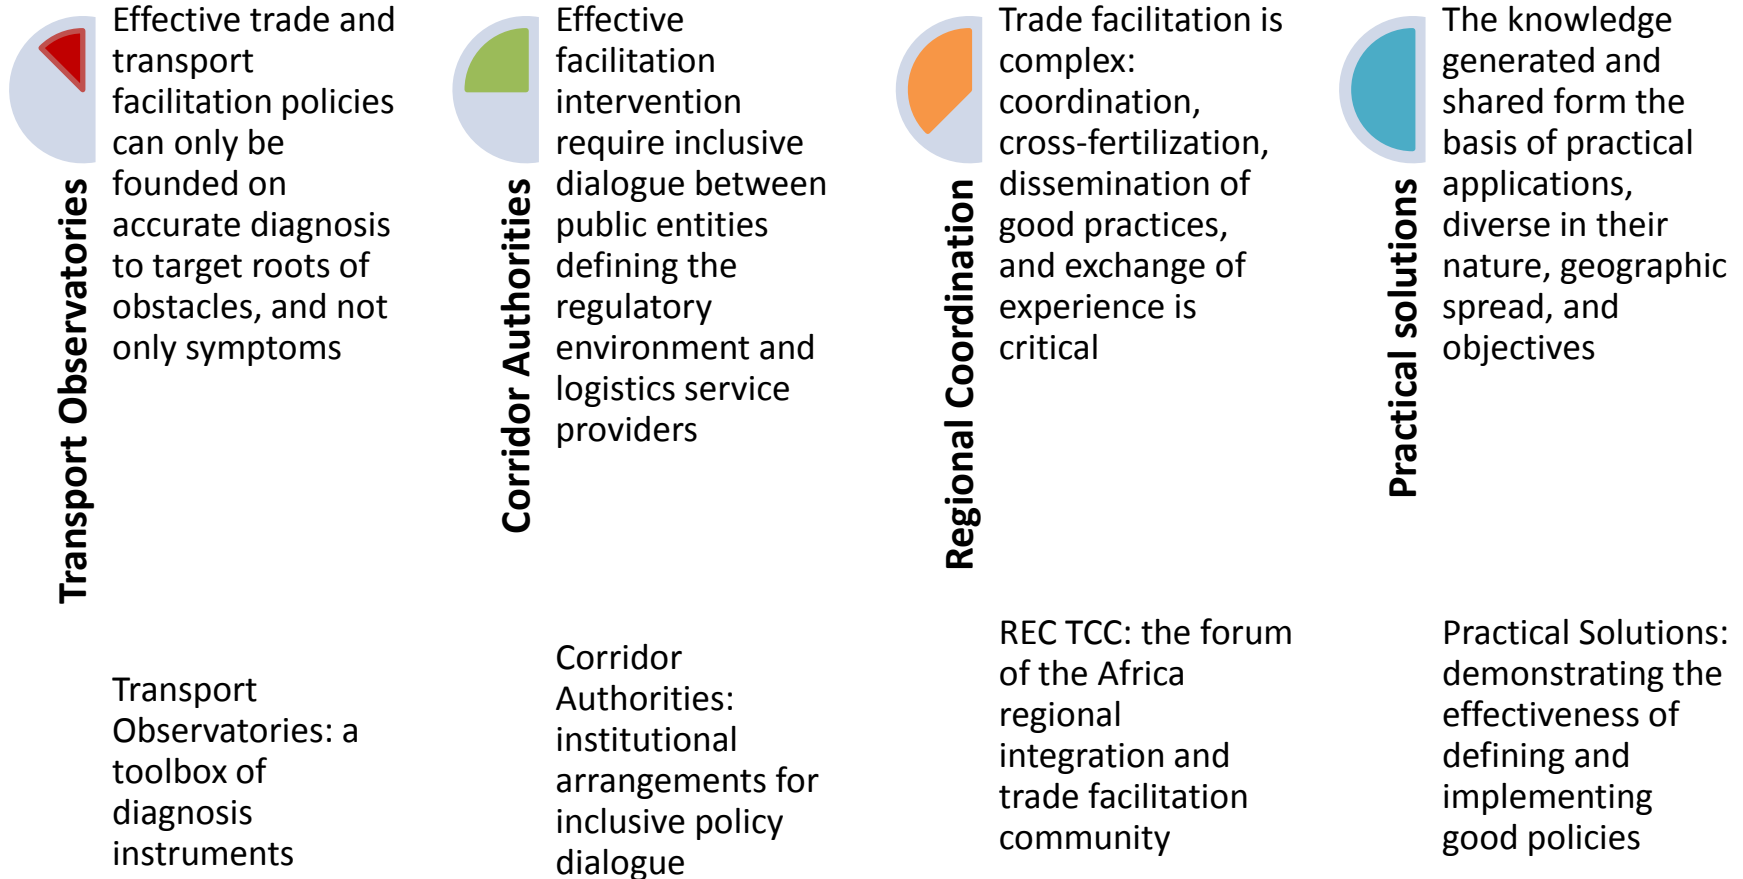 Transport Observatories
Effective trade and
transport
facilitation policies
can only be
founded on
accurate diagnosis
to target roots of
obstacles, and not
only symptoms
Transport
Observatories: a
toolbox of
diagnosis
instruments
Corridor Authorities
Effective
facilitation
intervention
require inclusive
dialogue between
public entities
defining the
regulatory
environment and
logistics service
providers
Corridor
Authorities:
institutional
arrangements for
inclusive policy
dialogue
Regional Coordination
Trade facilitation is
complex:
coordination,
cross-fertilization,
dissemination of
good practices,
and exchange of
experience is
critical
REC TCC: the forum
of the Africa
regional
integration and
trade facilitation
community
Practical solutions
The knowledge
generated and
shared form the
basis of practical
applications,
diverse in their
nature, geographic
spread, and
objectives
Practical Solutions:
demonstrating the
effectiveness of
defining and
implementing
good policies